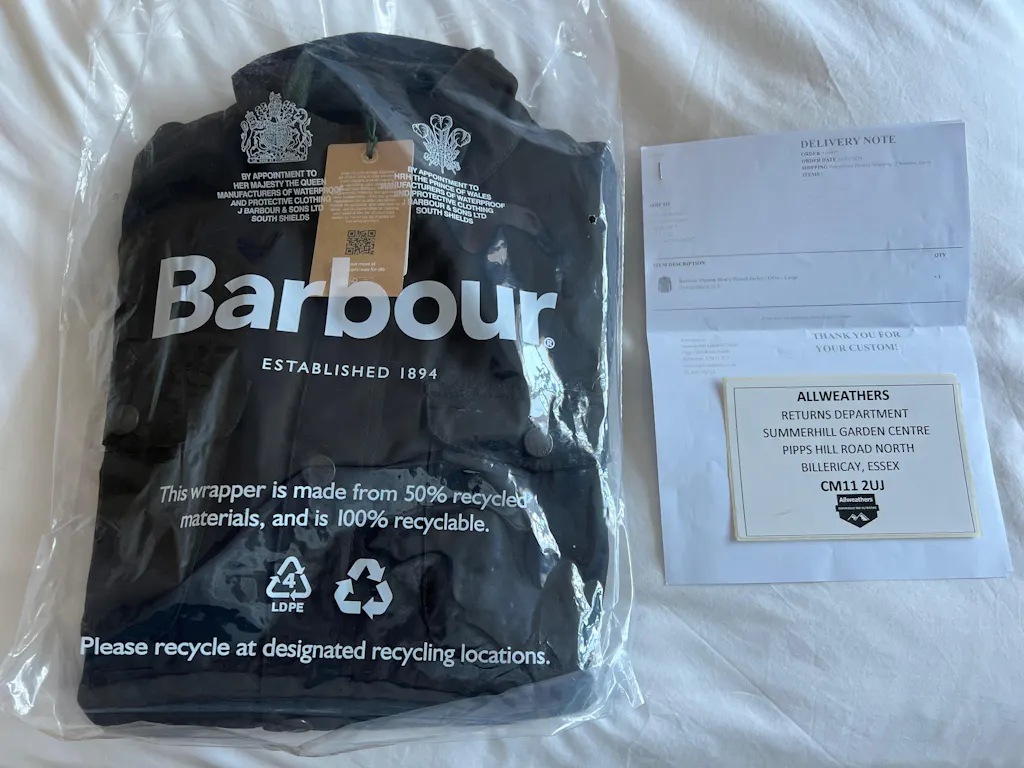 BY APPOINTMENT TO
HER MAJESTY THE QUEEN
MANUFACTURERS OF WATERPROOF
AND PROTECTIVE CLOTHING
J BARBOUR & SONS LTD
SOUTH SHIELDS
BY APPOINTMENT TO
HRH THE PRINCE OF WALES
MANUFACTURERS OF WATERPROOF
AND PROTECTIVE CLOTHING
J BARBOUR & SONS LTD
SOUTH SHIELDS
Barbour®
ESTABLISHED 1894
This wrapper is made from 50% recycled
materials, and is 100% recyclable.
4
LDPE
Please recycle at designated recycling locations.
DELIVERY NOTE
ORDER
ORDER DATE
SHIPPING
ITEMS
SHIP TO
ITEM DESCRIPTION
QTY
THANK YOU FOR
YOUR CUSTOM!
ALLWEATHERS
RETURNS DEPARTMENT
SUMMERHILL GARDEN CENTRE
PIPPS HILL ROAD NORTH
BILLERICAY, ESSEX
CM11 2UJ
Allweathers